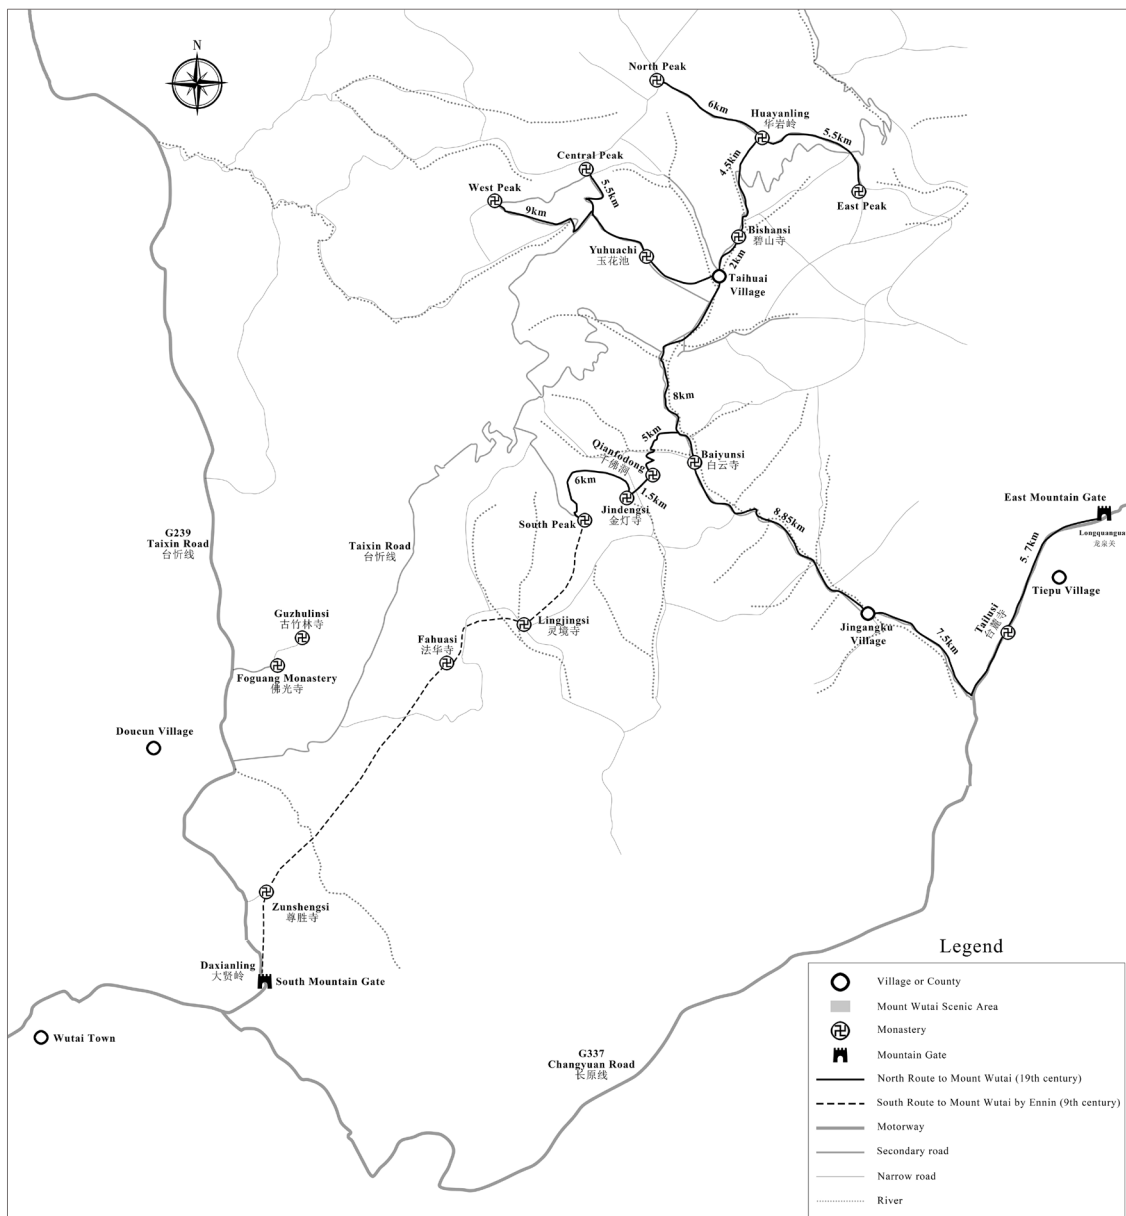 N
North Peak
6km
Huayanling
华岩岭
5.5km
4.5km
Central Peak
5.5km
West Peak
9km
East Peak
Bishansi
碧山寺
Yuhuachi
玉花池
2km
Taihuai
Village
8km
5km
Qianfodong
千佛洞
Baiyunsi
白云寺
6km
1.5km
Jindengsi
金灯寺
South Peak
8.85km
East Mountain Gate
Longquanguan
龙泉关
5.7km
Tiepu Village
G239
Taixin Road
台忻线
Taixin Road
台忻线
Guzhulinsi
古竹林寺
Lingjingsi
灵境寺
Jingangku
Village
Tailusi
台麓寺
7.5km
Fahuasi
法华寺
Foguang Monastery
佛光寺
Doucun Village
Zunshengsi
尊胜寺
Daxianling
大贤岭
South Mountain Gate
Wutai Town
G337
Changyuan Road
长原线
Legend
Village or County
Mount Wutai Scenic Area
Monastery
Mountain Gate
North Route to Mount Wutai (19th century)
South Route to Mount Wutai by Ennin (9th century)
Motorway
Secondary road
Narrow road
River